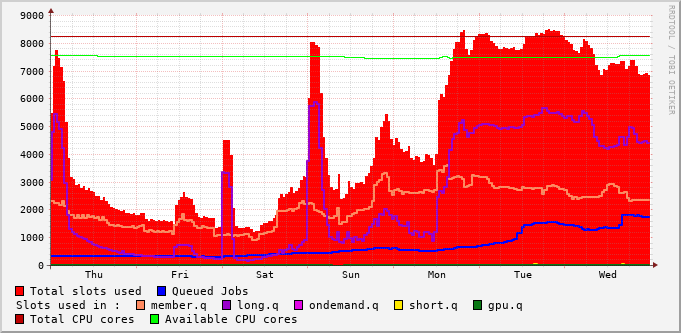 9000
8000
7000
6000
5000
4000
3000
2000
1000
0
Thu Fri Sat Sun Mon Tue Wed
Total slots used Queued Jobs
Slots used in : member.q long.q ondemand.q short.q gpu.q
Total CPU cores Available CPU cores
RRDTOOL / TOBI OETIKER